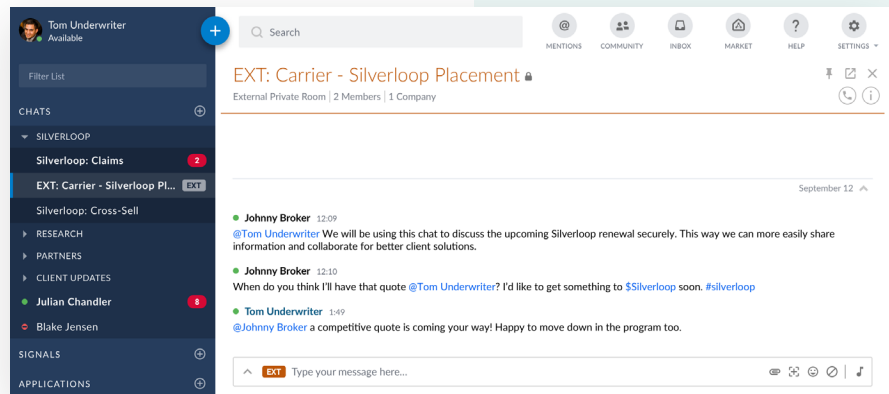 Tom Underwriter
Available
Filter List
CHATS
SILVERLOOP
Silverloop: Claims 2
EXT: Carrier - Silverloop Pl... EXT
Silverloop: Cross-Sell
RESEARCH
PARTNERS
CLIENT UPDATES
Julian Chandler 8
Blake Jensen
SIGNALS
APPLICATIONS
Search
@
MENTIONS
COMMUNITY
INBOX
MARKET
?
HELP
SETTINGS
EXT: Carrier - Silverloop Placement
External Private Room | 2 Members | 1 Company
September 12
Johnny Broker 12:09
@Tom Underwriter We will be using this chat to discuss the upcoming Silverloop renewal securely. This way we can more easily share
information and collaborate for better client solutions.
Johnny Broker 12:10
When do you think I'll have that quote @Tom Underwriter? I'd like to get something to $Silverloop soon. #silverloop
Tom Underwriter 1:49
@Johnny Broker a competitive quote is coming your way! Happy to move down in the program too.
EXT Type your message here...